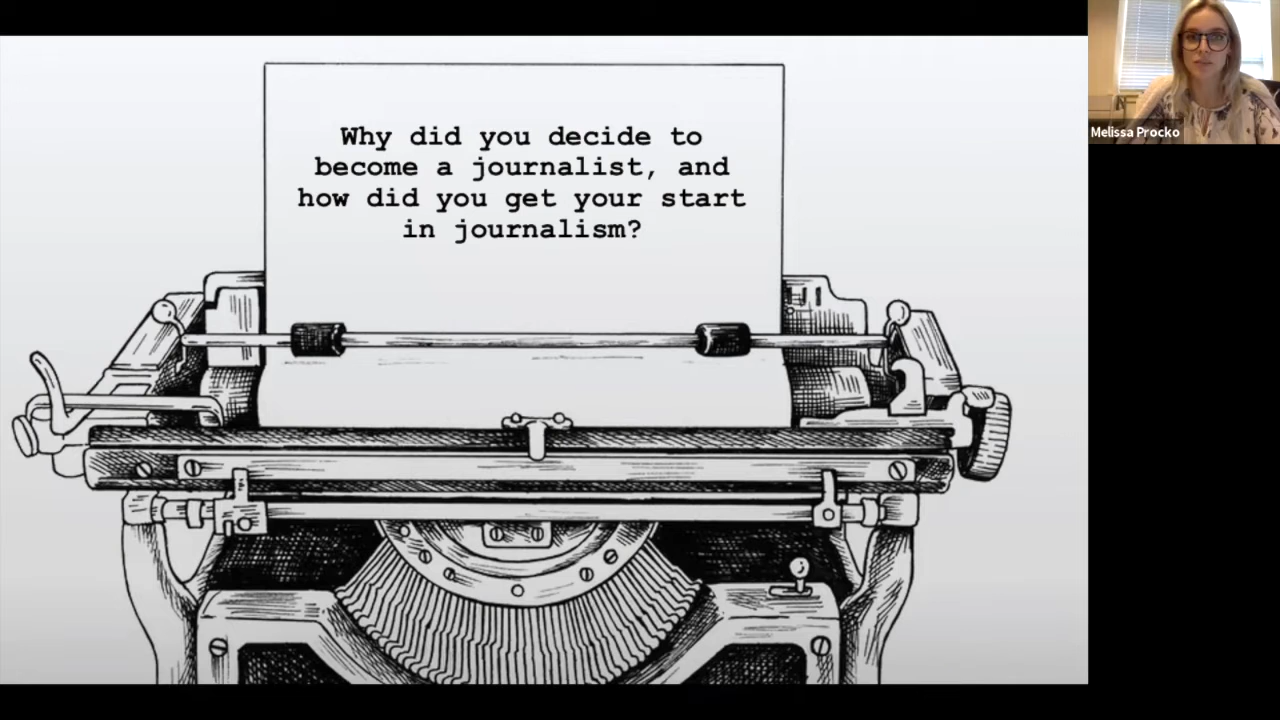 Why did you decide to
become a journalist, and
how did you get your start
in journalism?
Melissa Procko